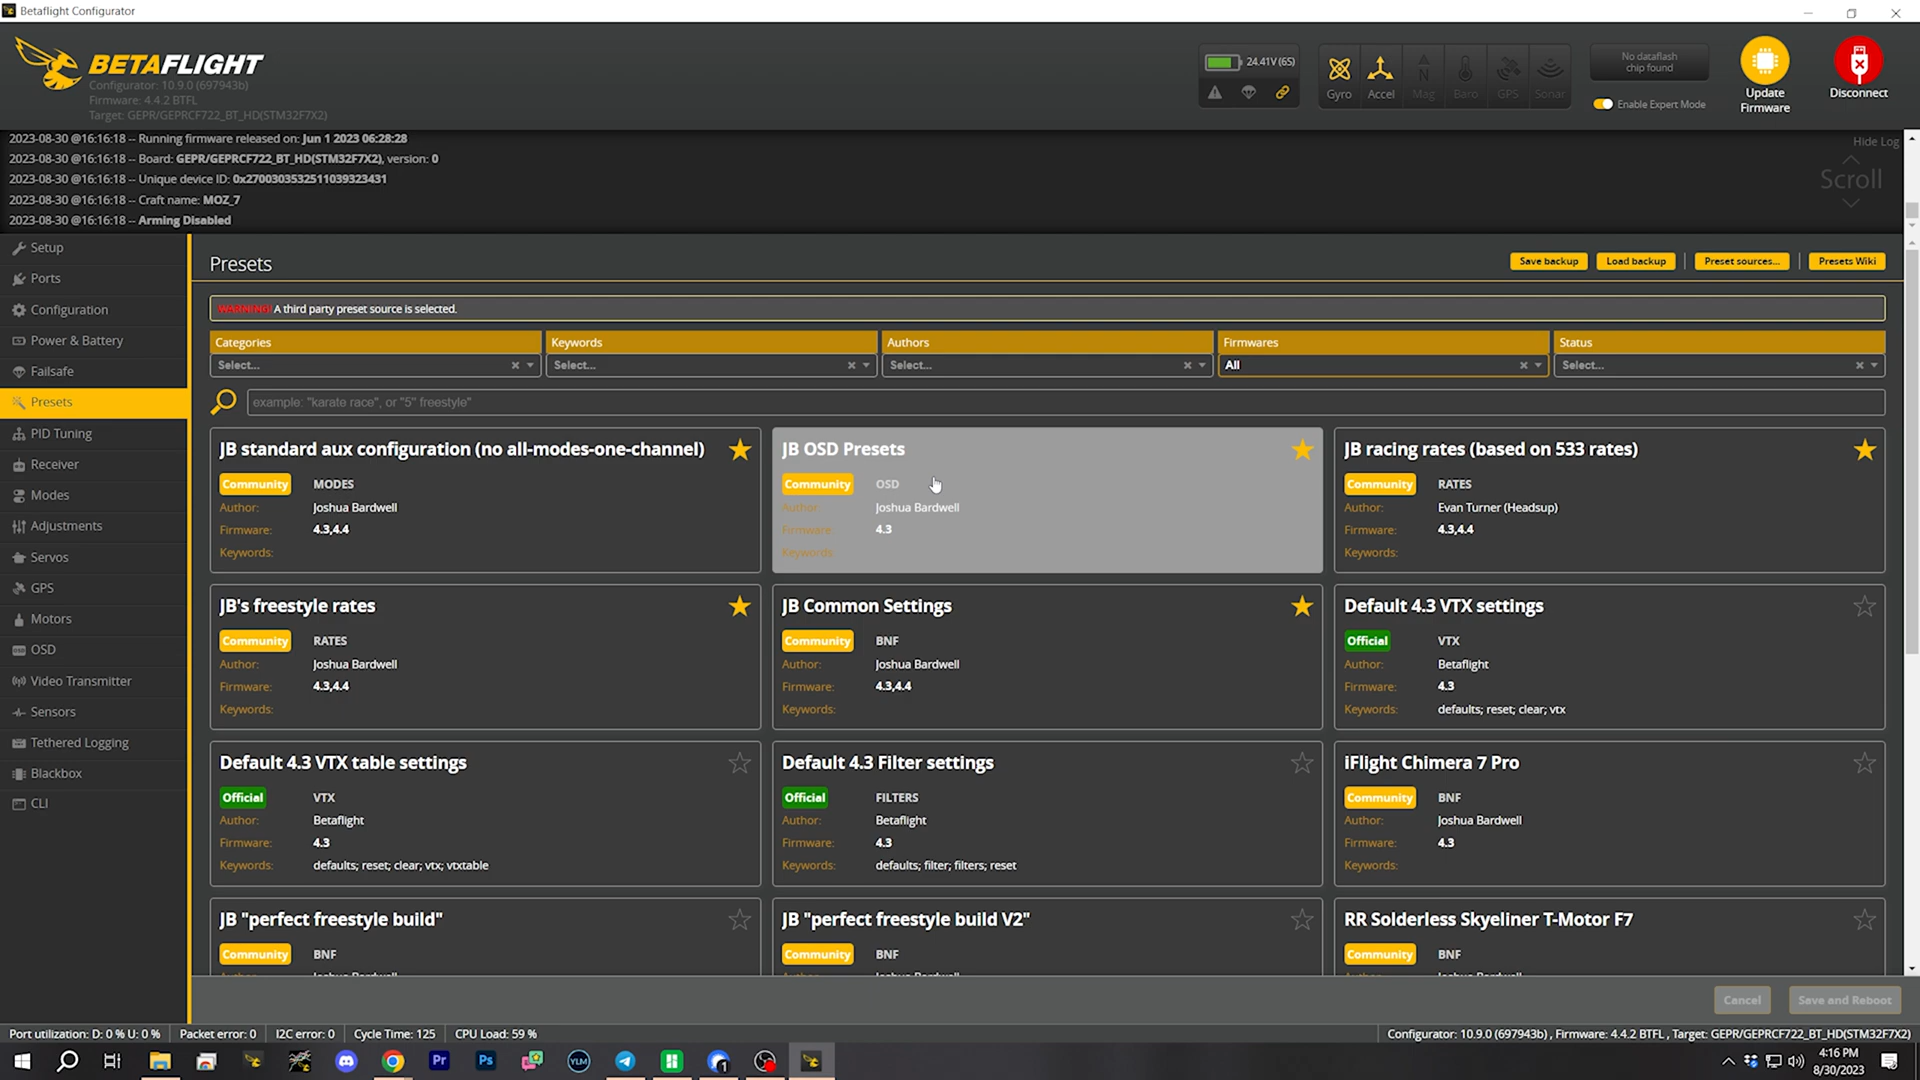 Betaflight Configurator
BETAFLIGHT
Configurator: 10.9.0 (697943b)
Firmware: 4.4.2 BTFL
Target: GEPR/GEPRCF722_BT_HD(STM32F7X2)
24.41V (6S)
Gyro
Accel
Mag
Baro
GPS
Sonar
No dataflash
chip found
Enable Expert Mode
Update
Firmware
Disconnect
2023-08-30 @16:16:18 -- Running firmware released on: Jun 1 2023 06:28:28
2023-08-30 @16:16:18 -- Board: GEPR/GEPRCF722_BT_HD(STM32F7X2), version: 0
2023-08-30 @16:16:18 -- Unique device ID: 0x2700303532511039323431
2023-08-30 @16:16:18 -- Craft name: MOZ_7
2023-08-30 @16:16:18 -- Arming Disabled
Hide Log
Scroll
Setup
Ports
Configuration
Power & Battery
Failsafe
Presets
PID Tuning
Receiver
Modes
Adjustments
Servos
GPS
Motors
OSD
Video Transmitter
Sensors
Tethered Logging
Blackbox
CLI
Presets
Save backup
Load backup
Preset sources...
Presets Wiki
WARNING! A third party preset source is selected.
Categories
Select...
Keywords
Select...
Authors
Select...
Firmwares
All
Status
Select...
example: "karate race", or "5" freestyle"
JB standard aux configuration (no all-modes-one-channel)
Community MODES
Author: Joshua Bardwell
Firmware: 4.3,4.4
Keywords:
JB OSD Presets
Community OSD
Author: Joshua Bardwell
Firmware: 4.3
Keywords:
JB racing rates (based on 533 rates)
Community RATES
Author: Evan Turner (Headsup)
Firmware: 4.3,4.4
Keywords:
JB's freestyle rates
Community RATES
Author: Joshua Bardwell
Firmware: 4.3,4.4
Keywords:
JB Common Settings
Community BNF
Author: Joshua Bardwell
Firmware: 4.3,4.4
Keywords:
Default 4.3 VTX settings
Official VTX
Author: Betaflight
Firmware: 4.3
Keywords: defaults; reset; clear; vtx
Default 4.3 VTX table settings
Official VTX
Author: Betaflight
Firmware: 4.3
Keywords: defaults; reset; clear; vtx; vtxtable
Default 4.3 Filter settings
Official FILTERS
Author: Betaflight
Firmware: 4.3
Keywords: defaults; filter; filters; reset
iFlight Chimera 7 Pro
Community BNF
Author: Joshua Bardwell
Firmware: 4.3
Keywords:
JB "perfect freestyle build"
Community BNF
JB "perfect freestyle build V2"
Community BNF
RR Solderless Skyeliner T-Motor F7
Community BNF
Cancel
Save and Reboot
Port utilization: D: 0 % U: 0 %
Packet error: 0
I2C error: 0
Cycle Time: 125
CPU Load: 59 %
Configurator: 10.9.0 (697943b) , Firmware: 4.4.2 BTFL , Target: GEPR/GEPRCF722_BT_HD(STM32F7X2)
Pr
Ps
YLM
1
4:16 PM
8/30/2023